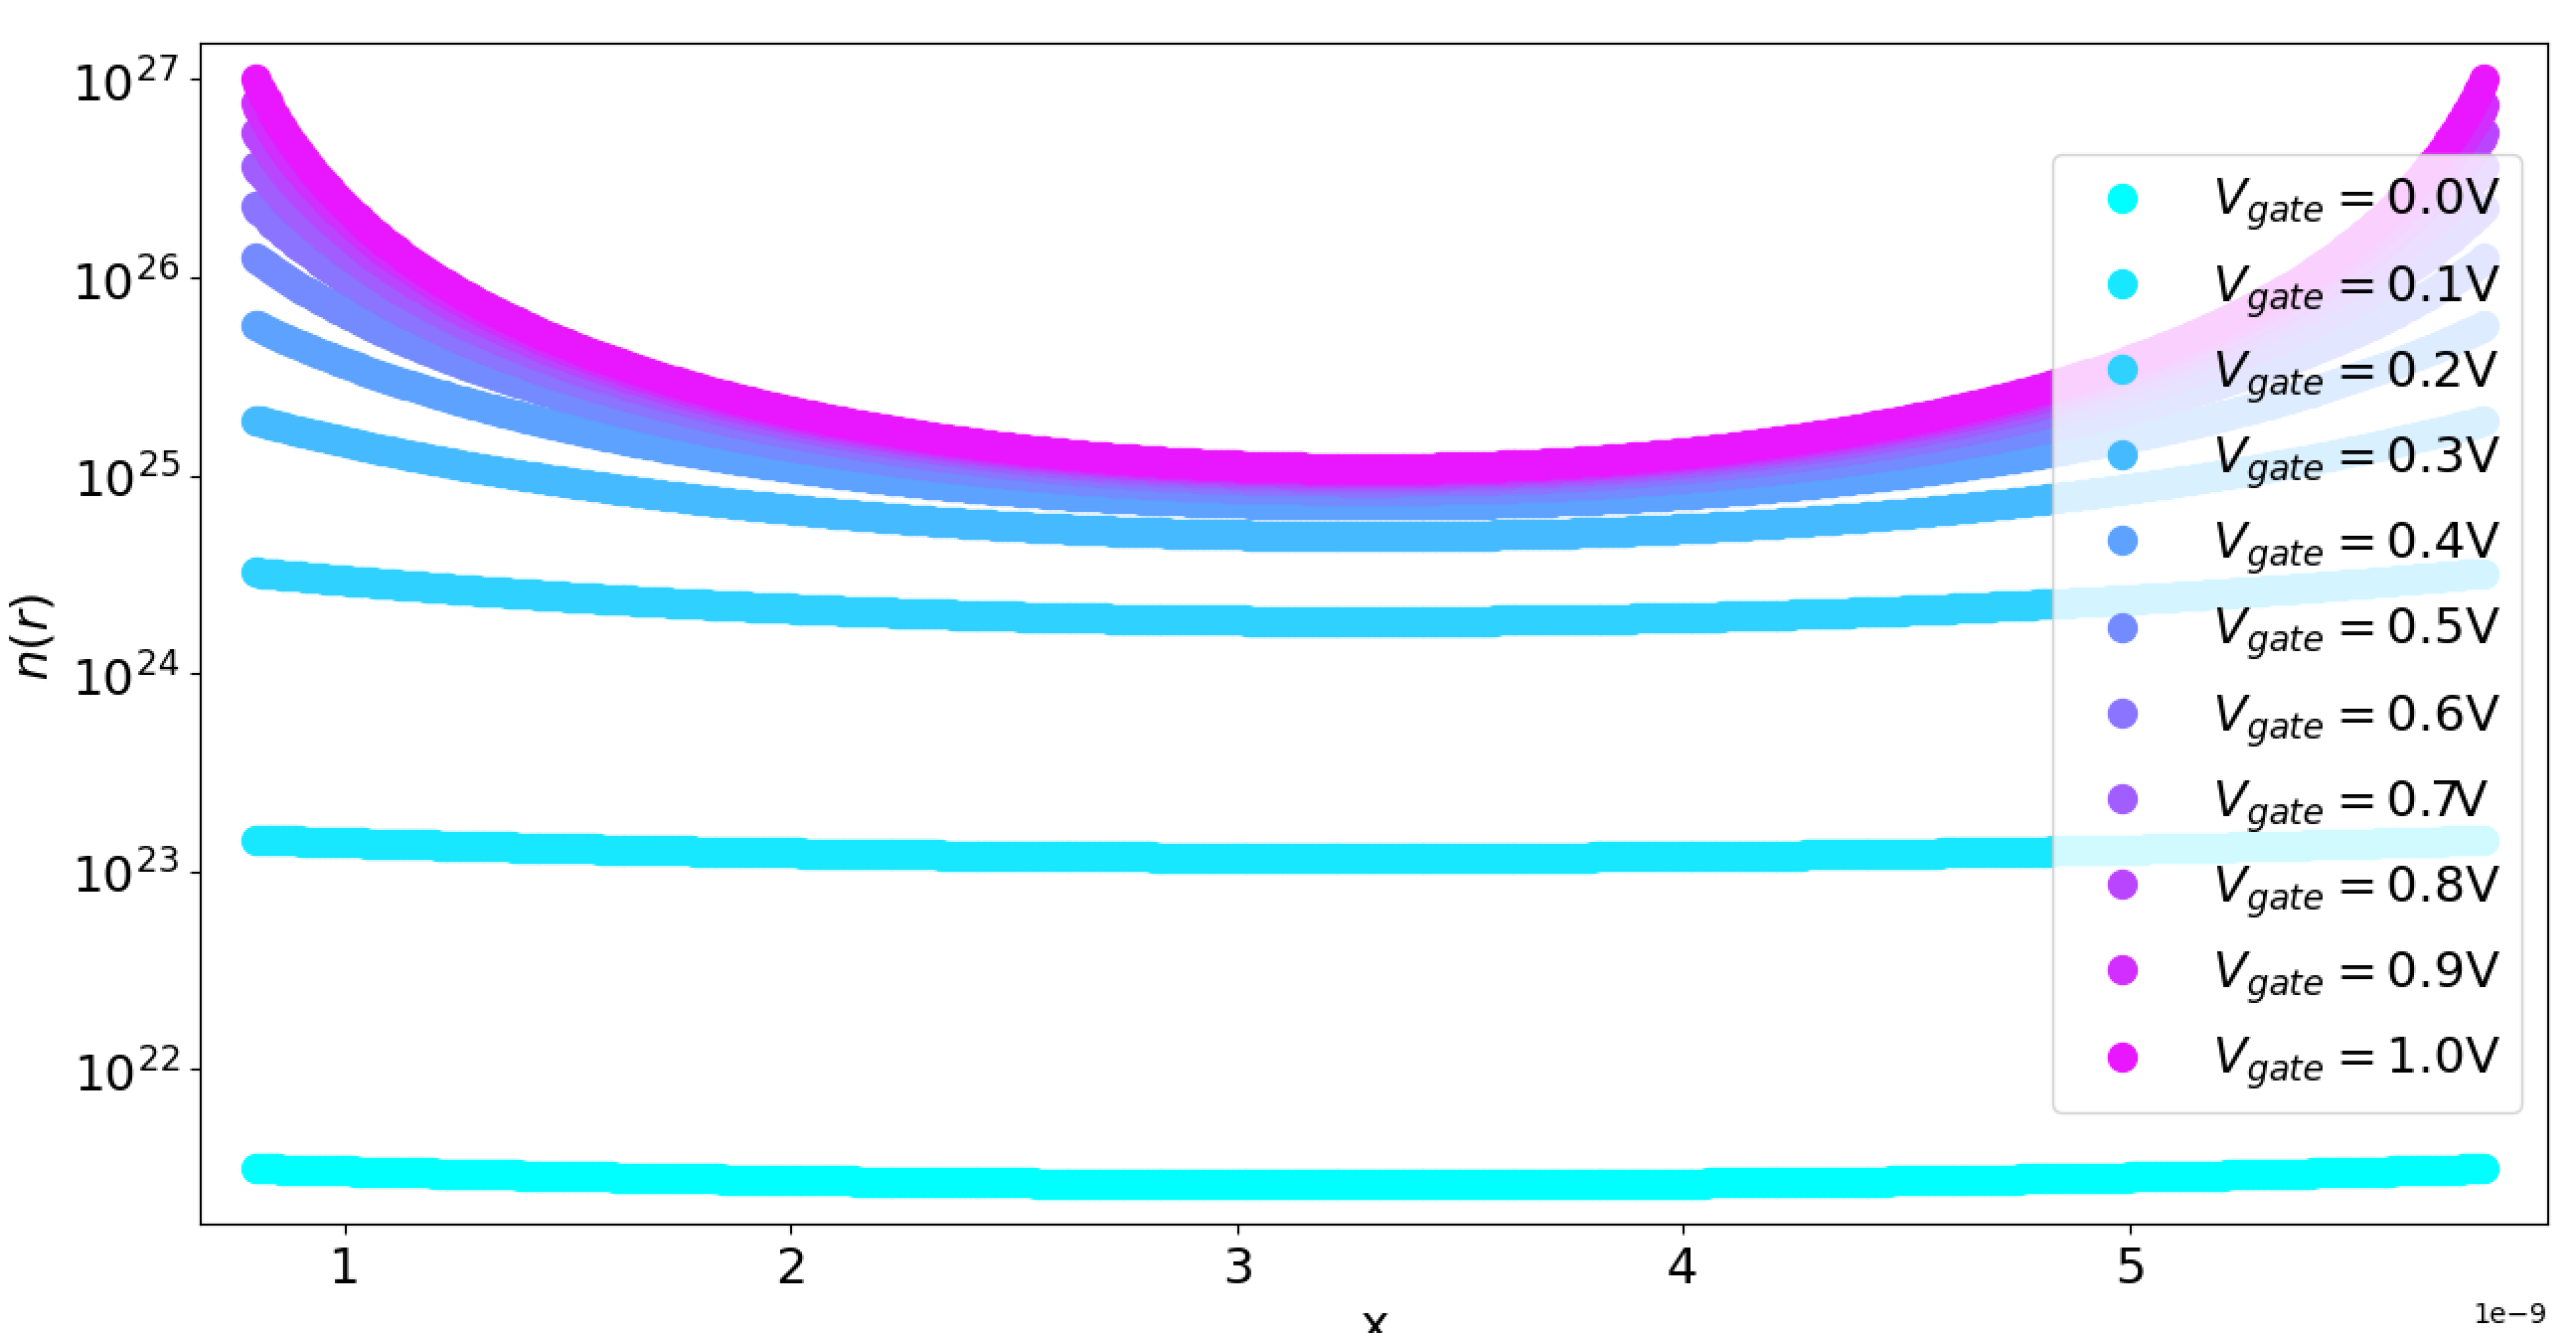 10^27
10^26
10^25
10^24
10^23
10^22
n(r)
V_gate = 0.0V
V_gate = 0.1V
V_gate = 0.2V
V_gate = 0.3V
V_gate = 0.4V
V_gate = 0.5V
V_gate = 0.6V
V_gate = 0.7V
V_gate = 0.8V
V_gate = 0.9V
V_gate = 1.0V
1 2 3 4 5
1e−9
x